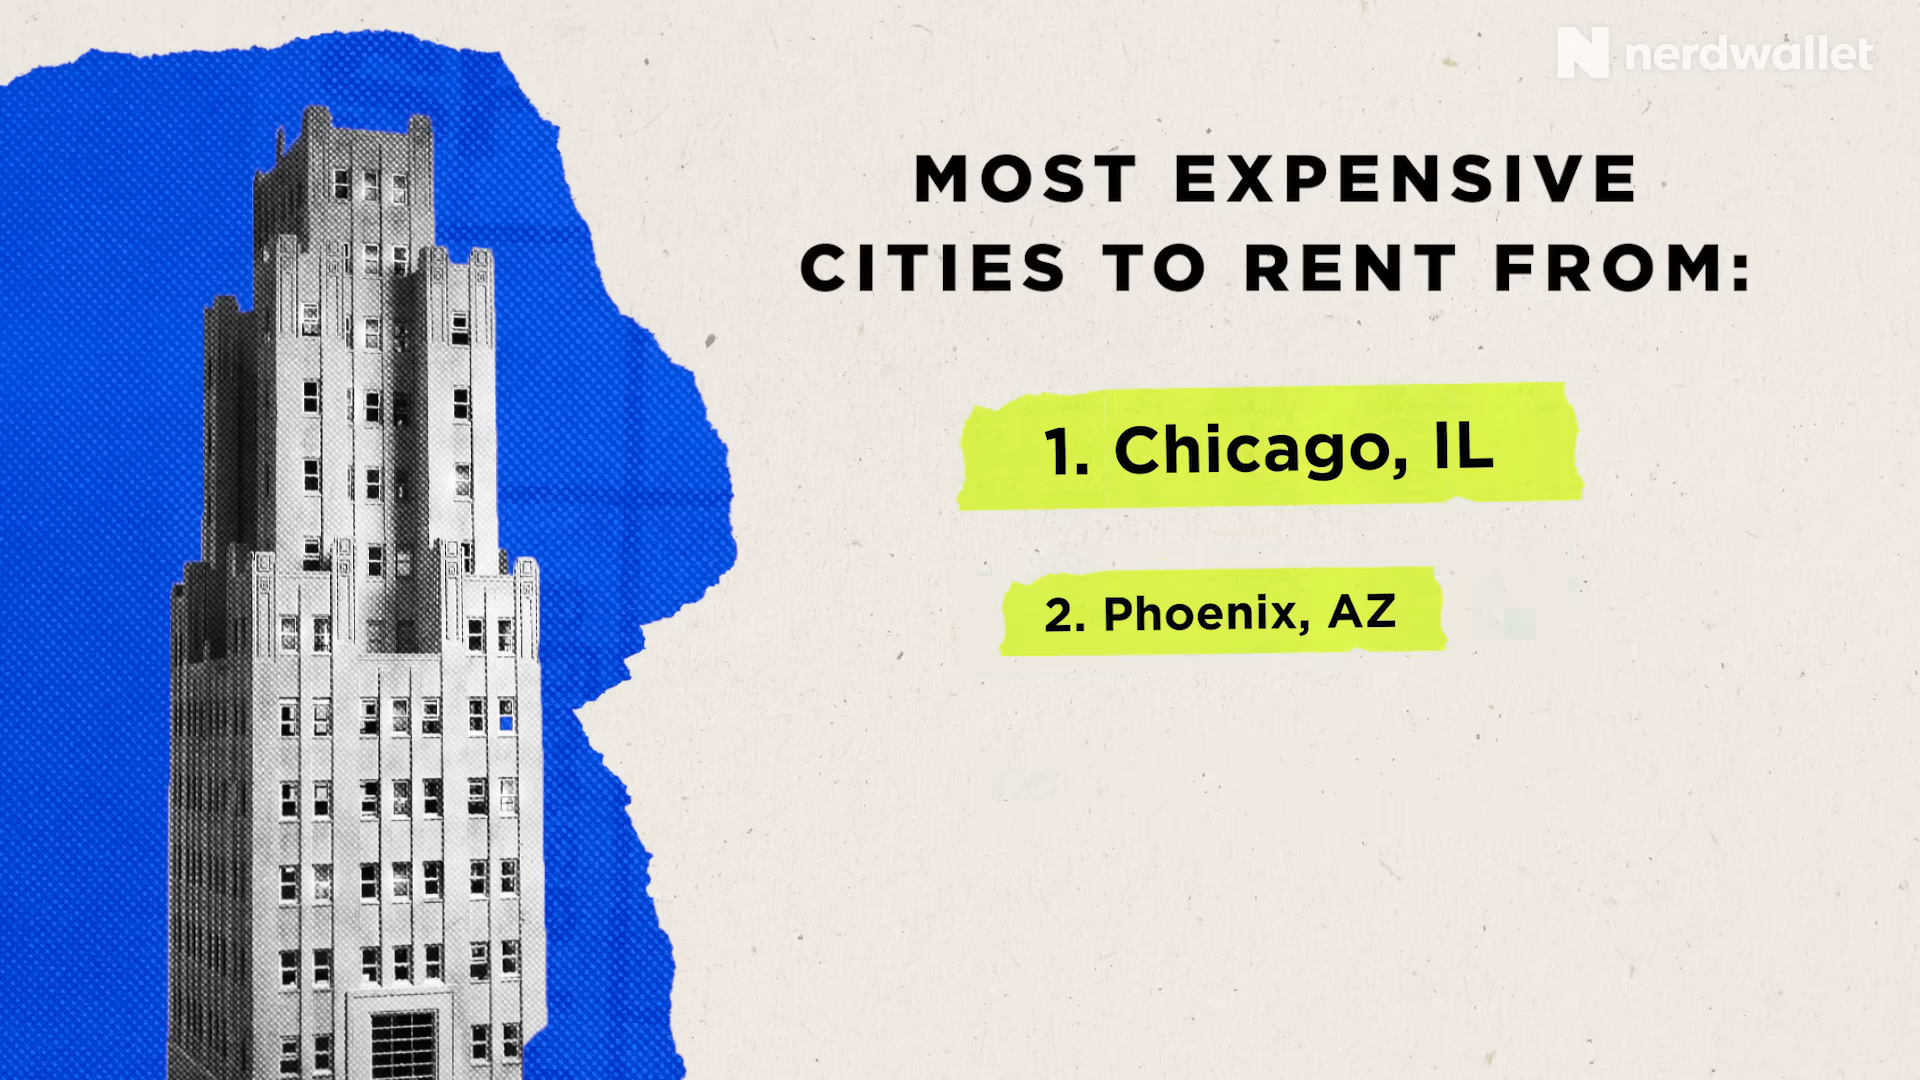 nerdwallet
MOST EXPENSIVE
CITIES TO RENT FROM:
1. Chicago, IL
2. Phoenix, AZ